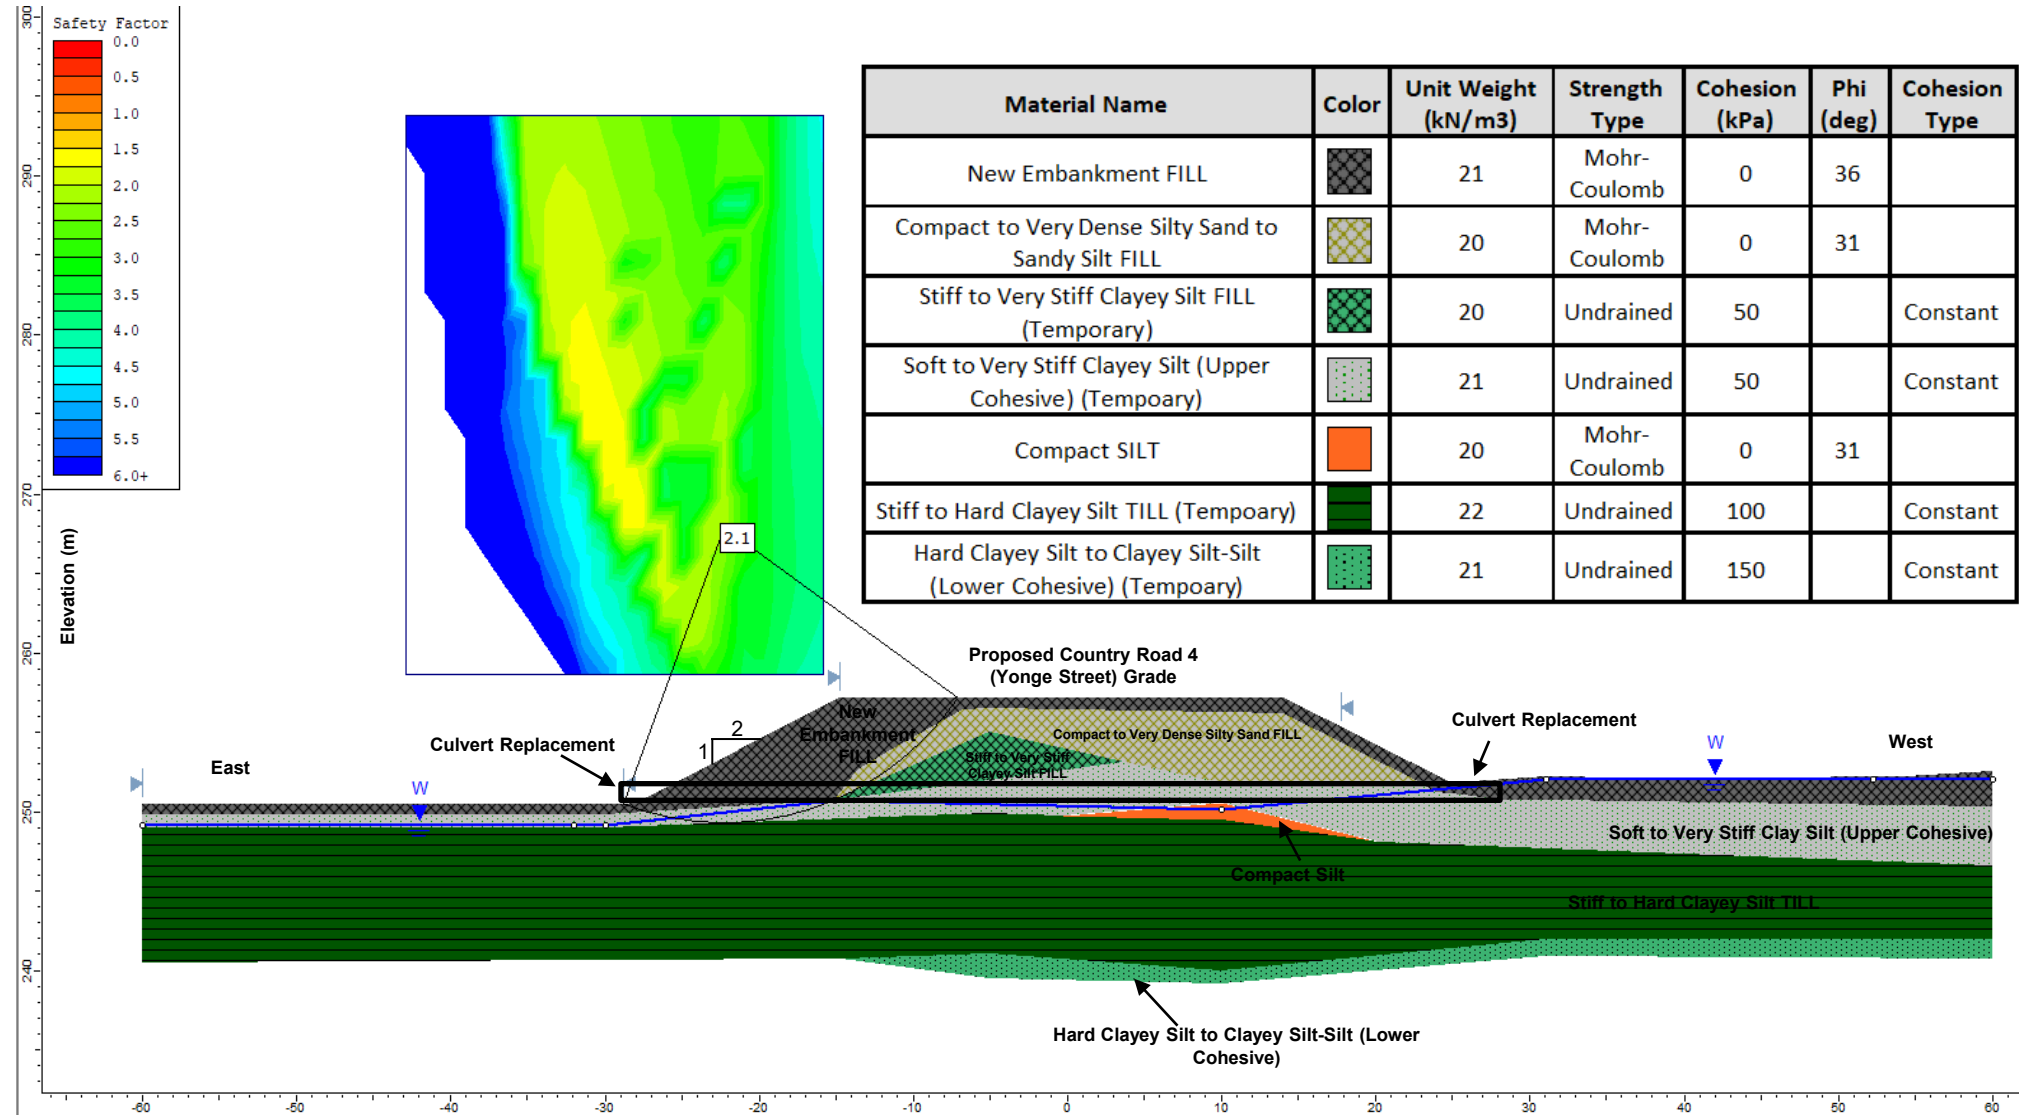 Safety Factor
0.0
0.5
1.0
1.5
2.0
2.5
3.0
3.5
4.0
4.5
5.0
5.5
6.0+
300
290
280
270
260
250
240
Elevation (m)
Material Name Color Unit Weight (kN/m3) Strength Type Cohesion (kPa) Phi (deg) Cohesion Type
New Embankment FILL 21 Mohr-Coulomb 0 36
Compact to Very Dense Silty Sand to Sandy Silt FILL 20 Mohr-Coulomb 0 31
Stiff to Very Stiff Clayey Silt FILL (Temporary) 20 Undrained 50 Constant
Soft to Very Stiff Clayey Silt (Upper Cohesive) (Tempoary) 21 Undrained 50 Constant
Compact SILT 20 Mohr-Coulomb 0 31
Stiff to Hard Clayey Silt TILL (Tempoary) 22 Undrained 100 Constant
Hard Clayey Silt to Clayey Silt-Silt (Lower Cohesive) (Tempoary) 21 Undrained 150 Constant
2.1
Proposed Country Road 4
(Yonge Street) Grade
New
Embankment
FILL
2
1
Culvert Replacement
Culvert Replacement
Compact to Very Dense Silty Sand FILL
Stiff to Very Stiff
Clayey Silt FILL
East
West
W
W
Soft to Very Stiff Clay Silt (Upper Cohesive)
Compact Silt
Stiff to Hard Clayey Silt TILL
Hard Clayey Silt to Clayey Silt-Silt (Lower
Cohesive)
-60 -50 -40 -30 -20 -10 0 10 20 30 40 50 60